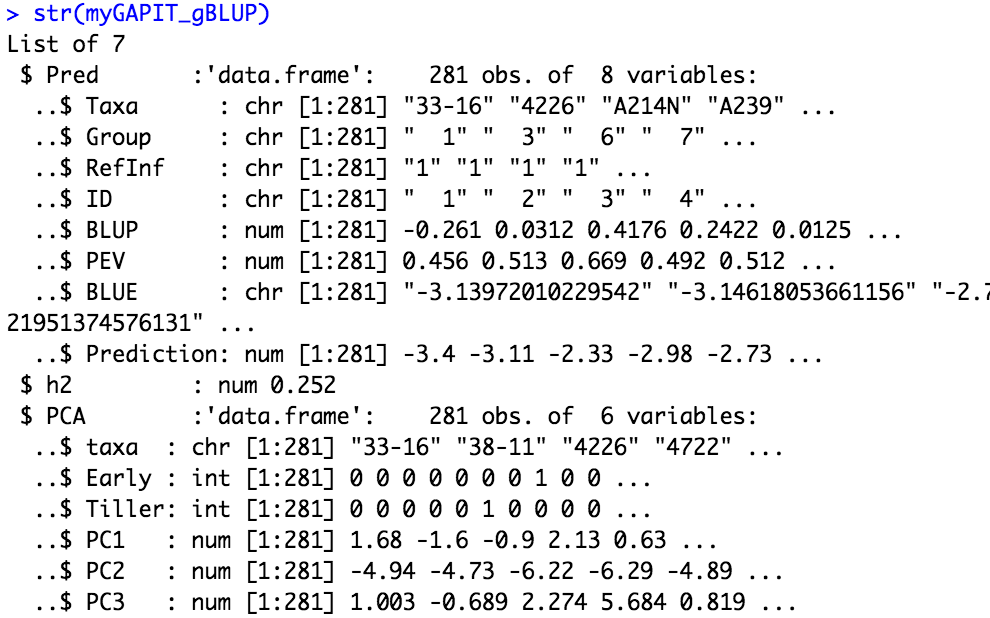 > str(myGAPIT_gBLUP)
List of 7
 $ Pred       :'data.frame':    281 obs. of  8 variables:
  ..$ Taxa      : chr [1:281] "33-16" "4226" "A214N" "A239" ...
  ..$ Group     : chr [1:281] "  1" "  3" "  6" "  7" ...
  ..$ RefInf    : chr [1:281] "1" "1" "1" "1" ...
  ..$ ID        : chr [1:281] "  1" "  2" "  3" "  4" ...
  ..$ BLUP      : num [1:281] -0.261 0.0312 0.4176 0.2422 0.0125 ...
  ..$ PEV       : num [1:281] 0.456 0.513 0.669 0.492 0.512 ...
  ..$ BLUE      : chr [1:281] "-3.13972010229542" "-3.14618053661156" "-2.7
21951374576131" ...
  ..$ Prediction: num [1:281] -3.4 -3.11 -2.33 -2.98 -2.73 ...
 $ h2         : num 0.252
 $ PCA        :'data.frame':    281 obs. of  6 variables:
  ..$ taxa  : chr [1:281] "33-16" "38-11" "4226" "4722" ...
  ..$ Early : int [1:281] 0 0 0 0 0 0 0 1 0 0 ...
  ..$ Tiller: int [1:281] 0 0 0 0 0 1 0 0 0 0 ...
  ..$ PC1   : num [1:281] 1.68 -1.6 -0.9 2.13 0.63 ...
  ..$ PC2   : num [1:281] -4.94 -4.73 -6.22 -6.29 -4.89 ...
  ..$ PC3   : num [1:281] 1.003 -0.689 2.274 5.684 0.819 ...